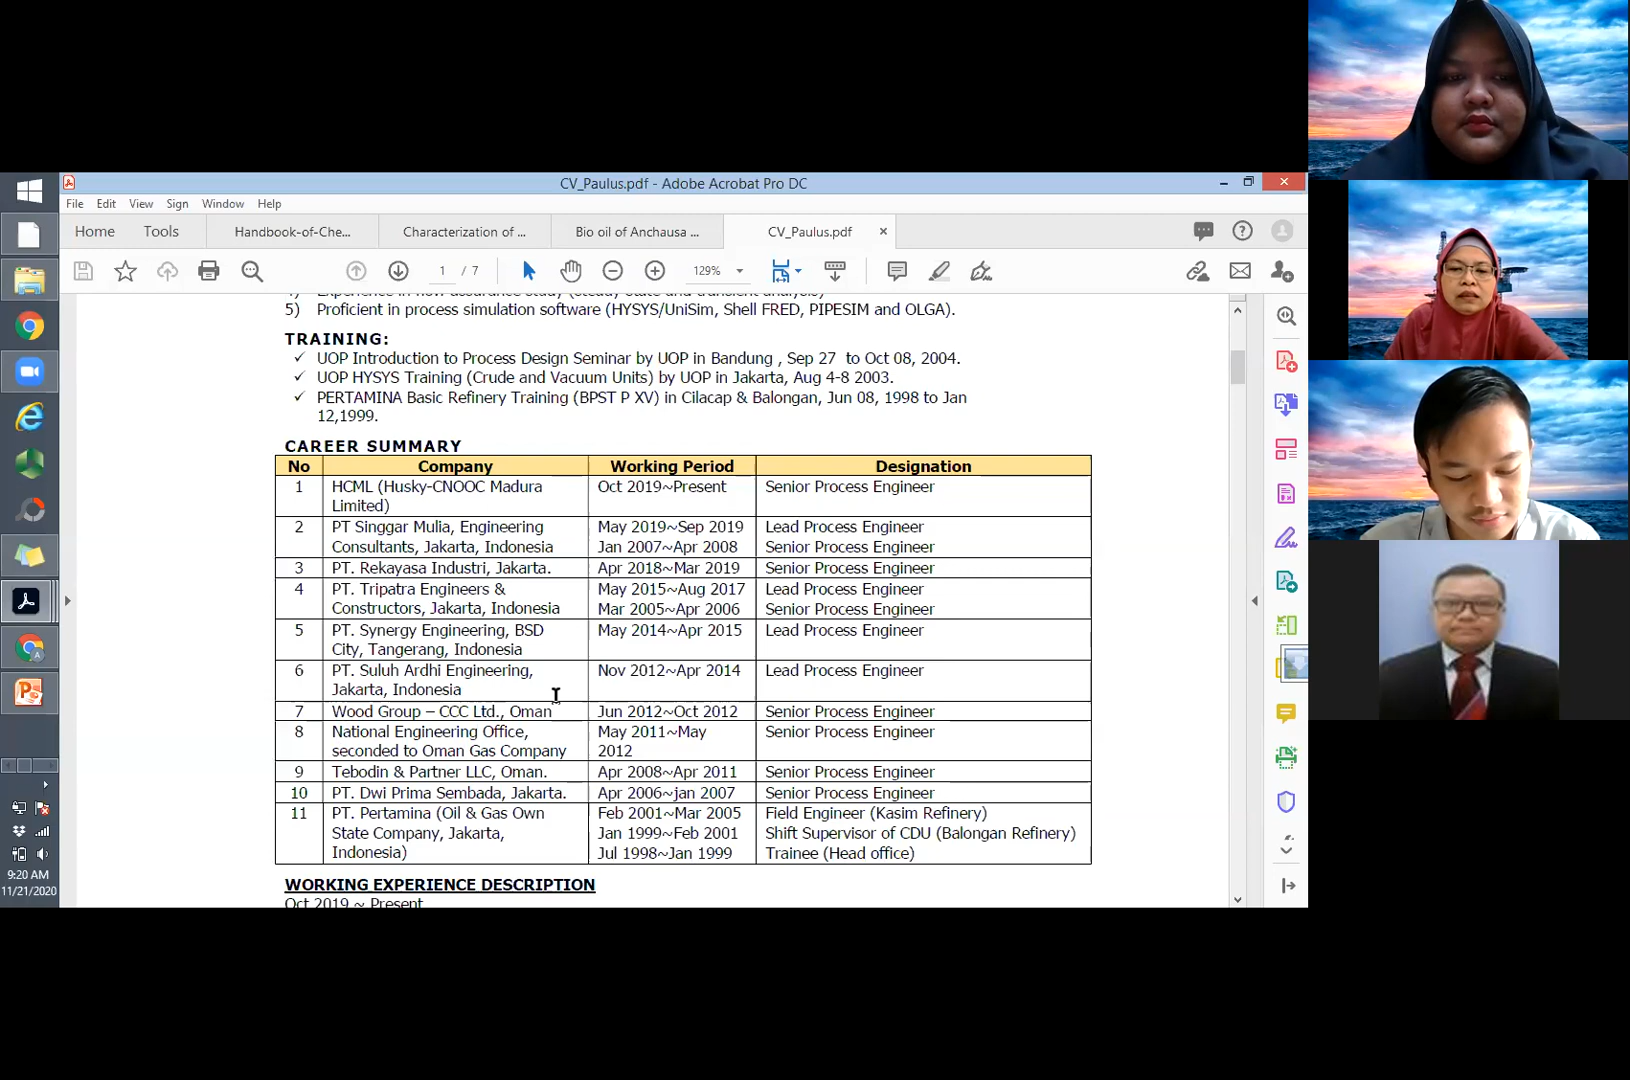 CV_Paulus.pdf - Adobe Acrobat Pro DC
File Edit View Sign Window Help
Home Tools Handbook-of-Che... Characterization of ... Bio oil of Anchausa ... CV_Paulus.pdf ×
1 / 7 129%
5) Proficient in process simulation software (HYSYS/UniSim, Shell FRED, PIPESIM and OLGA).
TRAINING:
✓ UOP Introduction to Process Design Seminar by UOP in Bandung , Sep 27 to Oct 08, 2004.
✓ UOP HYSYS Training (Crude and Vacuum Units) by UOP in Jakarta, Aug 4-8 2003.
✓ PERTAMINA Basic Refinery Training (BPST P XV) in Cilacap & Balongan, Jun 08, 1998 to Jan
12,1999.
CAREER SUMMARY
No Company Working Period Designation
1 HCML (Husky-CNOOC Madura Oct 2019~Present Senior Process Engineer
Limited)
2 PT Singgar Mulia, Engineering May 2019~Sep 2019 Lead Process Engineer
Consultants, Jakarta, Indonesia Jan 2007~Apr 2008 Senior Process Engineer
3 PT. Rekayasa Industri, Jakarta. Apr 2018~Mar 2019 Senior Process Engineer
4 PT. Tripatra Engineers & May 2015~Aug 2017 Lead Process Engineer
Constructors, Jakarta, Indonesia Mar 2005~Apr 2006 Senior Process Engineer
5 PT. Synergy Engineering, BSD May 2014~Apr 2015 Lead Process Engineer
City, Tangerang, Indonesia
6 PT. Suluh Ardhi Engineering, Nov 2012~Apr 2014 Lead Process Engineer
Jakarta, Indonesia
7 Wood Group – CCC Ltd., Oman Jun 2012~Oct 2012 Senior Process Engineer
8 National Engineering Office, May 2011~May Senior Process Engineer
seconded to Oman Gas Company 2012
9 Tebodin & Partner LLC, Oman. Apr 2008~Apr 2011 Senior Process Engineer
10 PT. Dwi Prima Sembada, Jakarta. Apr 2006~jan 2007 Senior Process Engineer
11 PT. Pertamina (Oil & Gas Own Feb 2001~Mar 2005 Field Engineer (Kasim Refinery)
State Company, Jakarta, Jan 1999~Feb 2001 Shift Supervisor of CDU (Balongan Refinery)
Indonesia) Jul 1998~Jan 1999 Trainee (Head office)
WORKING EXPERIENCE DESCRIPTION
Oct 2019 ~ Present
9:20 AM
11/21/2020